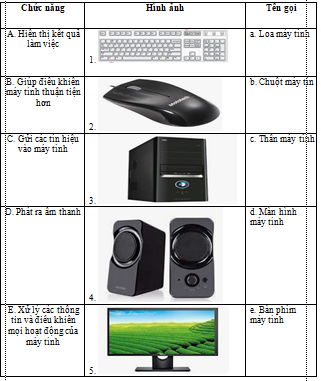 Chức năng
Hình ảnh
Tên gọi
A. Hiển thị kết quả
làm việc
1.
a. Loa máy tính
B. Giúp điều khiển
máy tính thuận tiện
hơn
2.
b. Chuột máy tính
C. Gửi các tín hiệu
vào máy tính
3.
c. Thân máy tính
D. Phát ra âm thanh
4.
d. Màn hình
máy tính
E. Xử lý các thông
tin và điều khiển
mọi hoạt động của
máy tính
5.
e. Bàn phím
máy tính